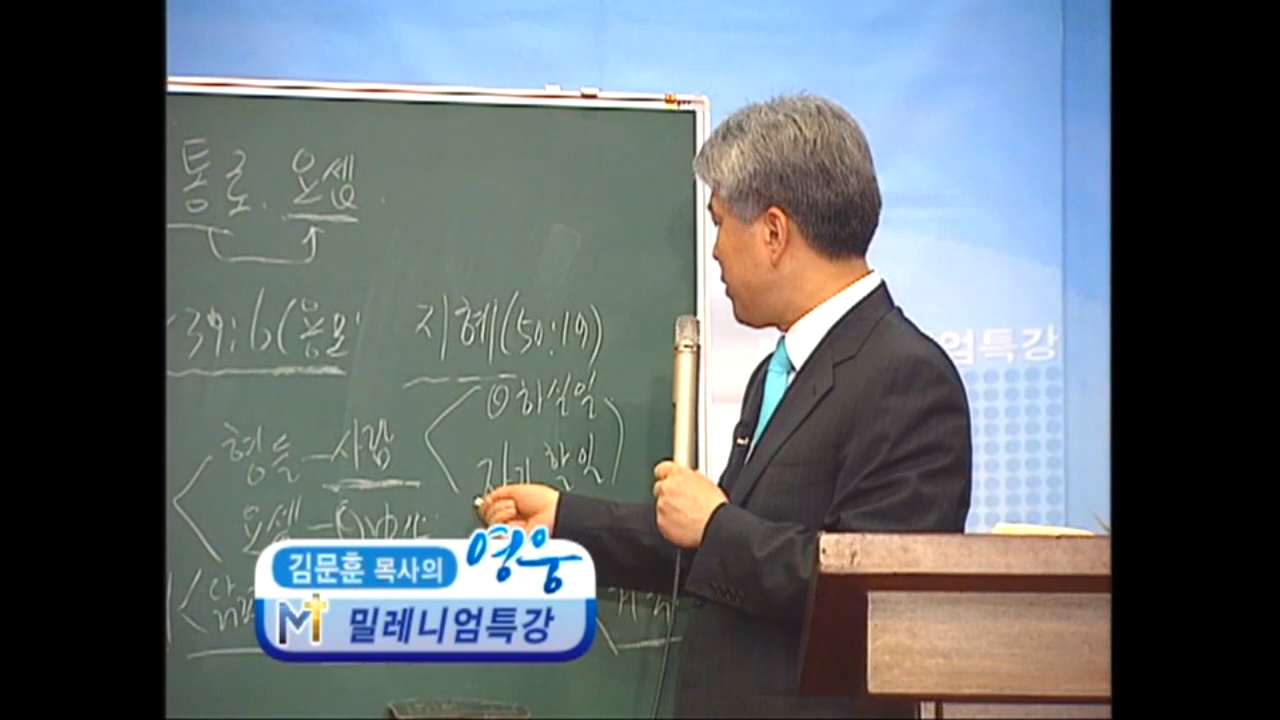 통로. 요셉.
39:6(용모
지혜(50:19)
하실일
형들-사람
자기 할일
요셉-
엄특강
김문훈 목사의 영웅
밀레니엄특강